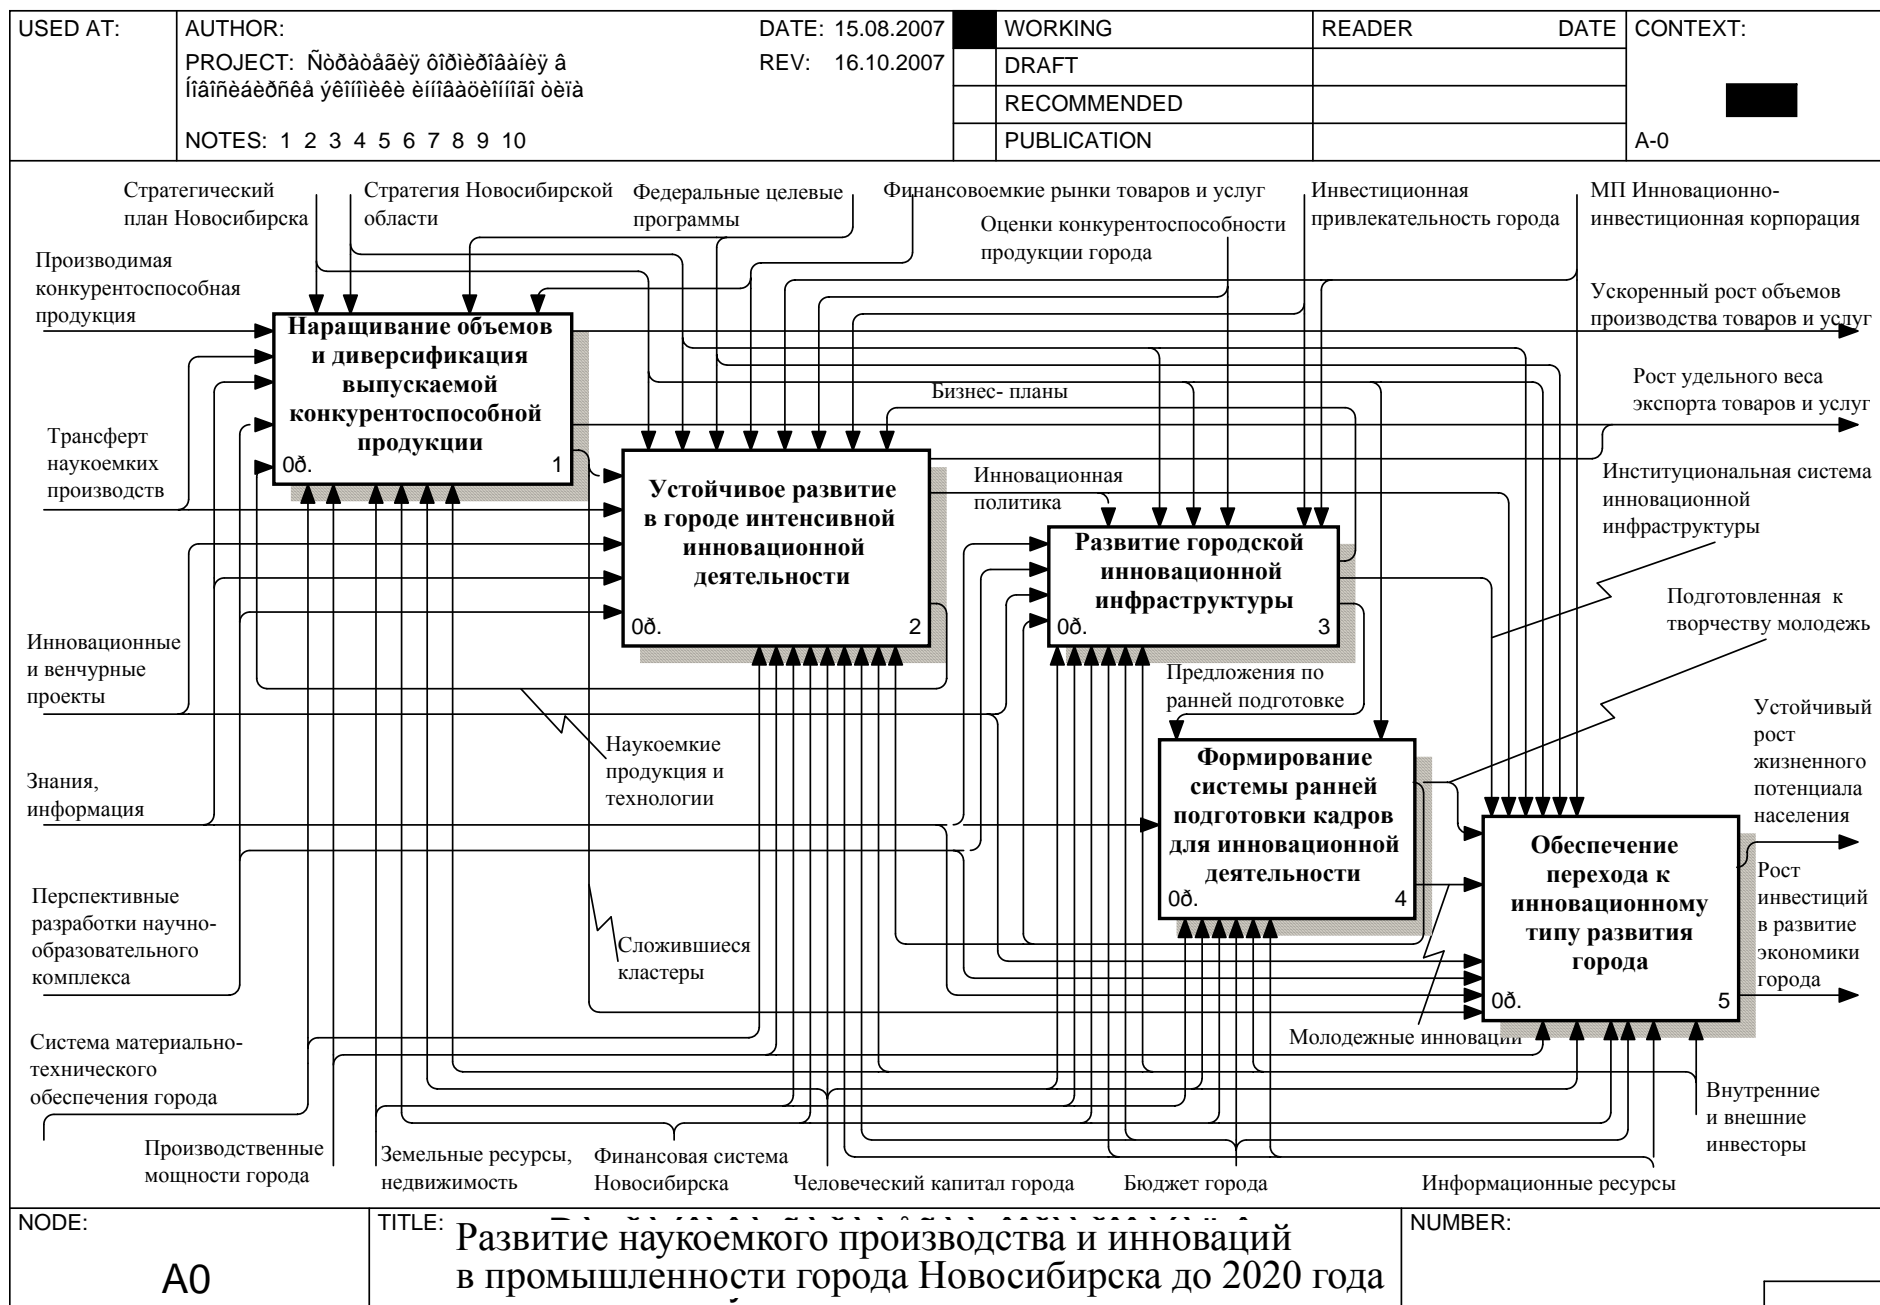 USED AT:
AUTHOR:
DATE: 15.08.2007
PROJECT: Ñòðàòåãèÿ ôîðìèðîâàíèÿ â
Íîâîñèáèðñêå ýêîíîìèêè èííîâàöèîííîãî òèïà
REV: 16.10.2007
NOTES: 1 2 3 4 5 6 7 8 9 10
WORKING
DRAFT
RECOMMENDED
PUBLICATION
READER
DATE
CONTEXT:
A-0
Стратегический
план Новосибирска
Стратегия Новосибирской
области
Федеральные целевые
программы
Финансовоемкие рынки товаров и услуг
Оценки конкурентоспособности
продукции города
Инвестиционная
привлекательность города
МП Инновационно-
инвестиционная корпорация
Производимая
конкурентоспособная
продукция
Трансферт
наукоемких
производств
Инновационные
и венчурные
проекты
Знания,
информация
Перспективные
разработки научно-
образовательного
комплекса
Система материально-
технического
обеспечения города
Наращивание объемов
и диверсификация
выпускаемой
конкурентоспособной
продукции
0ð.
1
Устойчивое развитие
в городе интенсивной
инновационной
деятельности
0ð.
2
Бизнес- планы
Инновационная
политика
Развитие городской
инновационной
инфраструктуры
0ð.
3
Предложения по
ранней подготовке
Формирование
системы ранней
подготовки кадров
для инновационной
деятельности
0ð.
4
Обеспечение
перехода к
инновационному
типу развития
города
0ð.
5
Наукоемкие
продукция и
технологии
Сложившиеся
кластеры
Молодежные инновации
Ускоренный рост объемов
производства товаров и услуг
Рост удельного веса
экспорта товаров и услуг
Институциональная система
инновационной
инфраструктуры
Подготовленная к
творчеству молодежь
Устойчивый
рост
жизненного
потенциала
населения
Рост
инвестиций
в развитие
экономики
города
Внутренние
и внешние
инвесторы
Производственные
мощности города
Земельные ресурсы,
недвижимость
Финансовая система
Новосибирска
Человеческий капитал города
Бюджет города
Информационные ресурсы
NODE:
A0
TITLE:
Развитие наукоемкого производства и инноваций
в промышленности города Новосибирска до 2020 года
NUMBER: